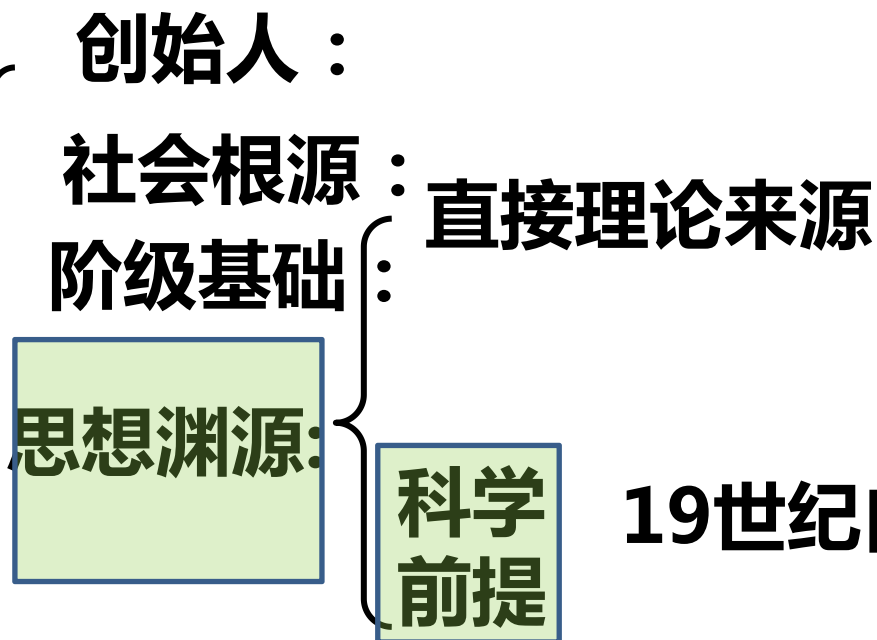 创始人：
社会根源：
直接理论来源
阶级基础：
思想渊源:
科学
前提
19世纪